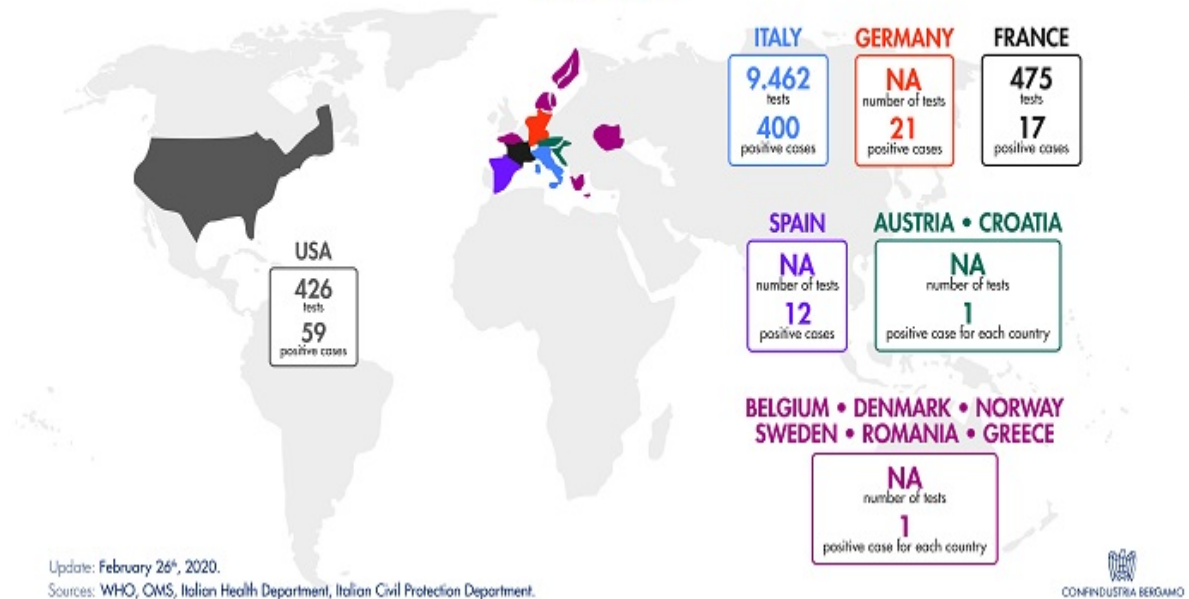 ITALY
9.462
tests
400
positive cases
GERMANY
NA
number of tests
21
positive cases
FRANCE
475
tests
17
positive cases
USA
426
tests
59
positive cases
SPAIN
NA
number of tests
12
positive cases
AUSTRIA • CROATIA
NA
number of tests
1
positive case for each country
BELGIUM • DENMARK • NORWAY
SWEDEN • ROMANIA • GREECE
NA
number of tests
1
positive case for each country
Update: February 26th, 2020.
Sources: WHO, OMS, Italian Health Department, Italian Civil Protection Department.
CONFINDUSTRIA BERGAMO